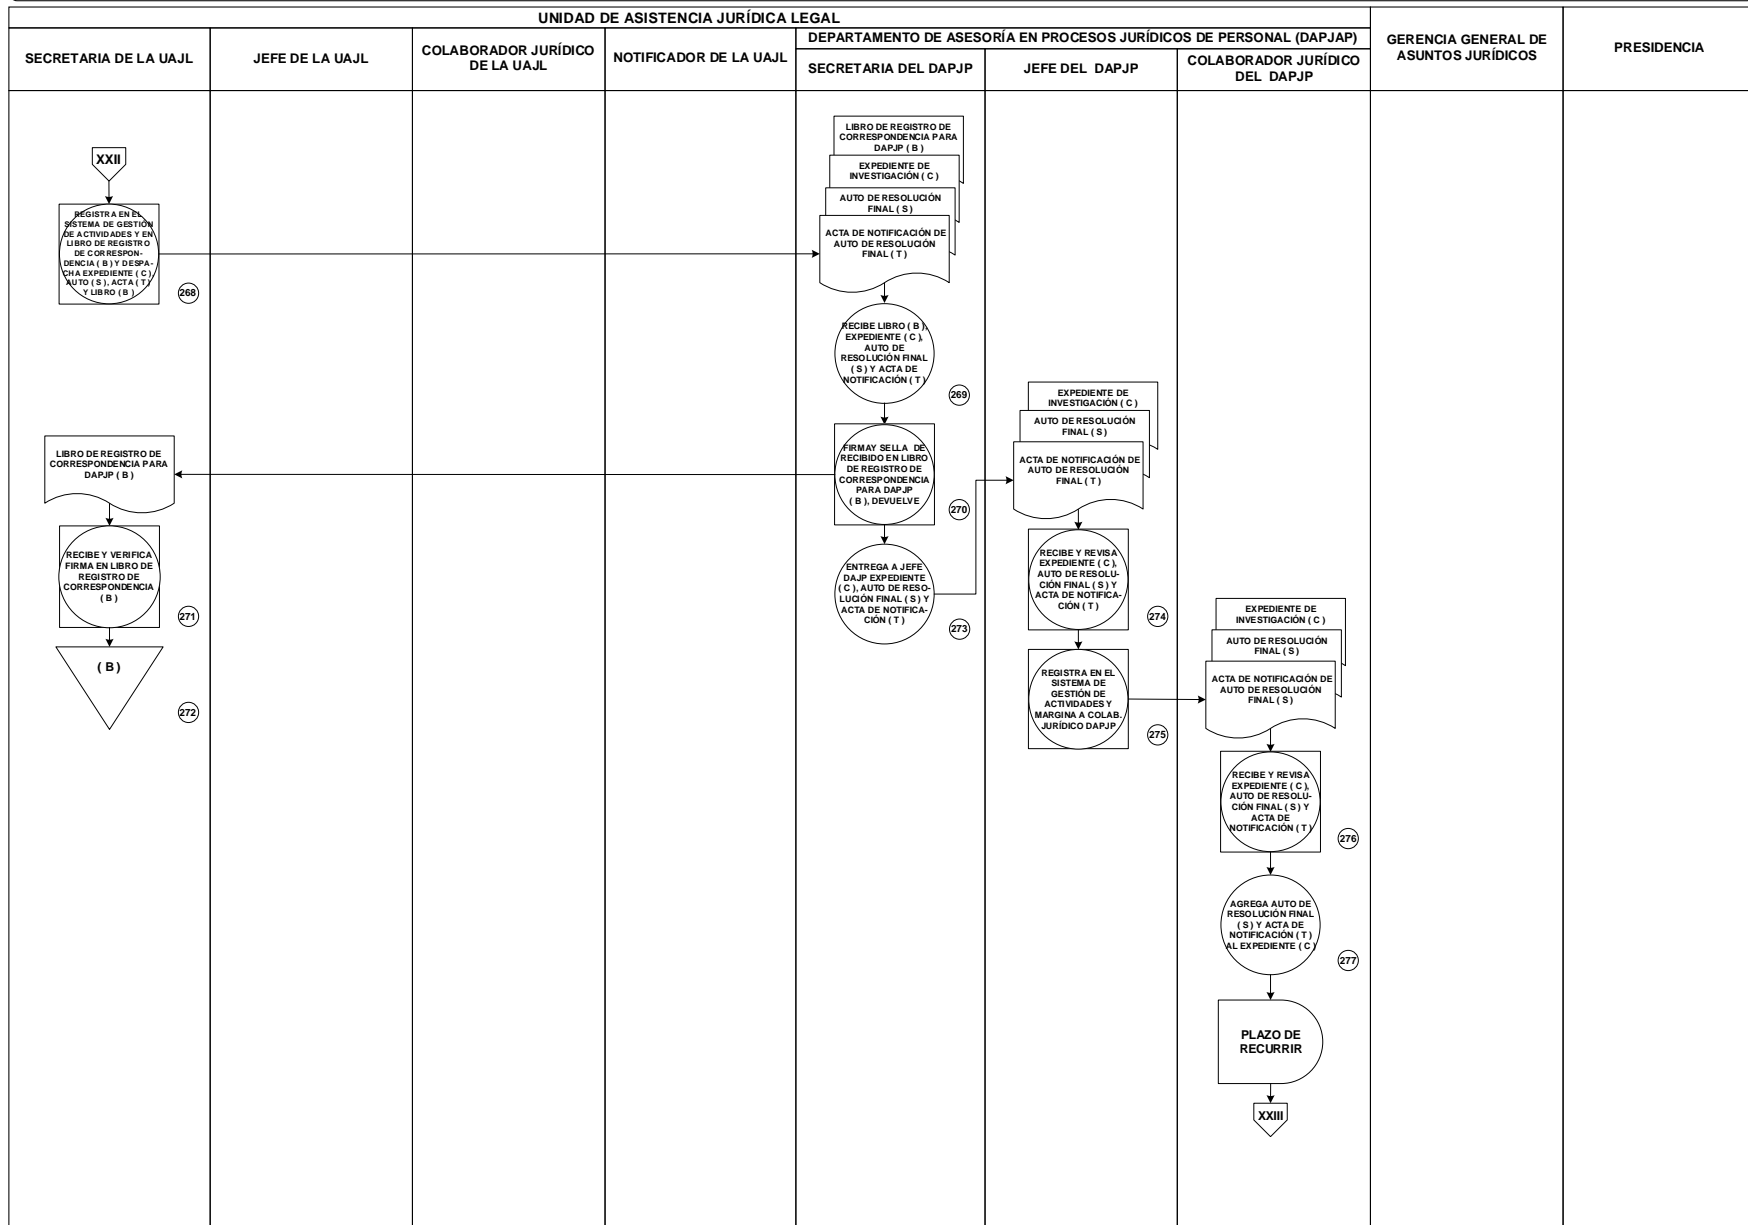 UNIDAD DE ASISTENCIA JURÍDICA LEGAL
SECRETARIA DE LA UAJL
JEFE DE LA UAJL
COLABORADOR JURÍDICO
DE LA UAJL
NOTIFICADOR DE LA UAJL
DEPARTAMENTO DE ASESORÍA EN PROCESOS JURÍDICOS DE PERSONAL (DAPJAP)
SECRETARIA DEL DAPJP
JEFE DEL DAPJP
COLABORADOR JURÍDICO
DEL DAPJP
GERENCIA GENERAL DE
ASUNTOS JURÍDICOS
PRESIDENCIA
XXII
REGISTRA EN EL
SISTEMA DE GESTIÓN
DE ACTIVIDADES Y EN
LIBRO DE REGISTRO
DE CORRESPON-
DENCIA ( B ) Y DESPA-
CHA EXPEDIENTE ( C ),
AUTO ( S ), ACTA ( T )
Y LIBRO ( B )
268
LIBRO DE REGISTRO DE
CORRESPONDENCIA PARA
DAPJP ( B )
EXPEDIENTE DE
INVESTIGACIÓN ( C )
AUTO DE RESOLUCIÓN
FINAL ( S )
ACTA DE NOTIFICACIÓN DE
AUTO DE RESOLUCIÓN
FINAL ( T )
RECIBE LIBRO ( B ),
EXPEDIENTE ( C ),
AUTO DE
RESOLUCIÓN FINAL
( S ) Y ACTA DE
NOTIFICACIÓN ( T )
269
FIRMAY SELLA DE
RECIBIDO EN LIBRO
DE REGISTRO DE
CORRESPONDENCIA
PARA DAPJP
( B ), DEVUELVE
270
LIBRO DE REGISTRO DE
CORRESPONDENCIA PARA
DAPJP ( B )
RECIBE Y VERIFICA
FIRMA EN LIBRO DE
REGISTRO DE
CORRESPONDENCIA
( B )
271
( B )
272
ENTREGA A JEFE
DAJP EXPEDIENTE
( C ), AUTO DE RESO-
LUCIÓN FINAL ( S ) Y
ACTA DE NOTIFICA-
CIÓN ( T )
273
EXPEDIENTE DE
INVESTIGACIÓN ( C )
AUTO DE RESOLUCIÓN
FINAL ( S )
ACTA DE NOTIFICACIÓN DE
AUTO DE RESOLUCIÓN
FINAL ( T )
RECIBE Y REVISA
EXPEDIENTE ( C ),
AUTO DE RESOLU-
CIÓN FINAL ( S ) Y
ACTA DE NOTIFICA-
CIÓN ( T )
274
REGISTRA EN EL
SISTEMA DE
GESTIÓN DE
ACTIVIDADES Y
MARGINA A COLAB.
JURÍDICO DAPJP
275
EXPEDIENTE DE
INVESTIGACIÓN ( C )
AUTO DE RESOLUCIÓN
FINAL ( S )
ACTA DE NOTIFICACIÓN DE
AUTO DE RESOLUCIÓN
FINAL ( S )
RECIBE Y REVISA
EXPEDIENTE ( C ),
AUTO DE RESOLU-
CIÓN FINAL ( S ) Y
ACTA DE
NOTIFICACIÓN ( T )
276
AGREGA AUTO DE
RESOLUCIÓN FINAL
( S ) Y ACTA DE
NOTIFICACIÓN ( T )
AL EXPEDIENTE ( C )
277
PLAZO DE
RECURRIR
XXIII